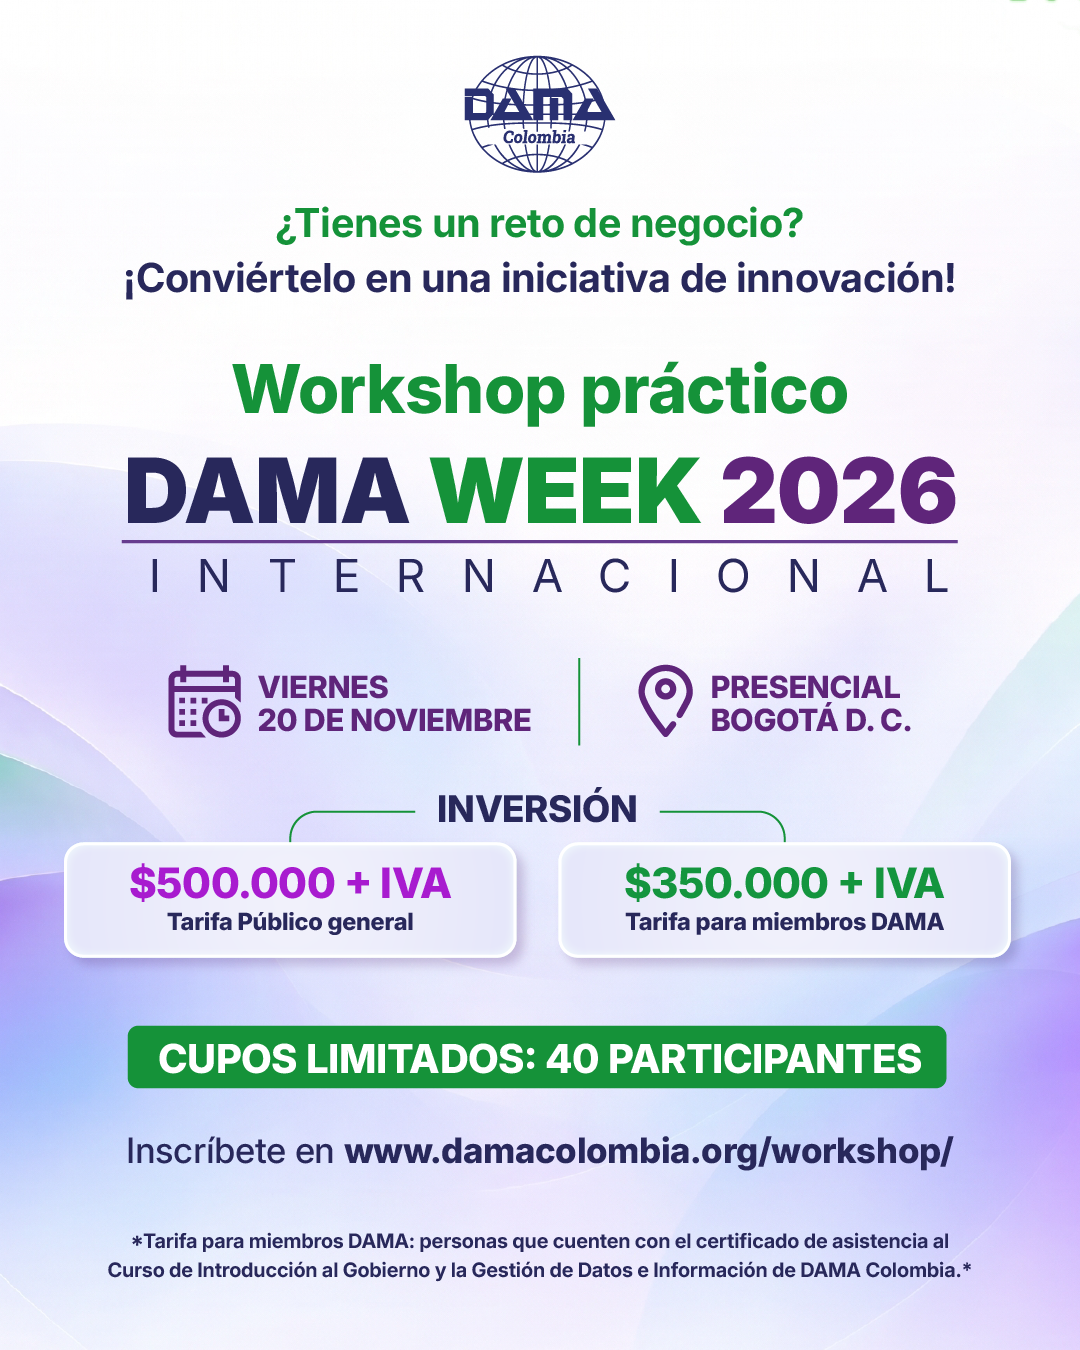 DAMA
Colombia
¿Tienes un reto de negocio?
¡Conviértelo en una iniciativa de innovación!
Workshop práctico
DAMA WEEK 2026
INTERNACIONAL
VIERNES
20 DE NOVIEMBRE
PRESENCIAL
BOGOTÁ D. C.
INVERSIÓN
$500.000 + IVA
Tarifa Público general
$350.000 + IVA
Tarifa para miembros DAMA
CUPOS LIMITADOS: 40 PARTICIPANTES
Inscríbete en www.damacolombia.org/workshop/
*Tarifa para miembros DAMA: personas que cuenten con el certificado de asistencia al
Curso de Introducción al Gobierno y la Gestión de Datos e Información de DAMA Colombia.*